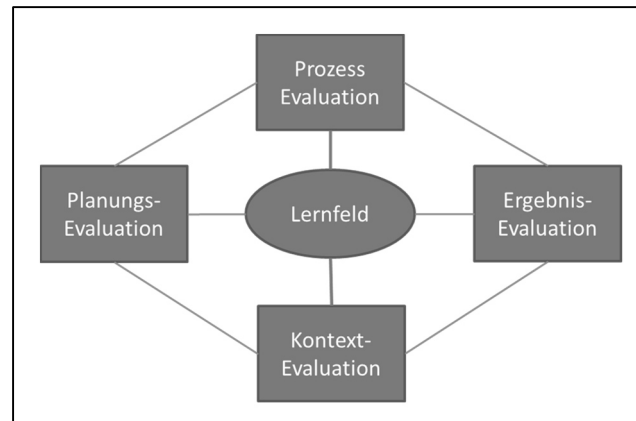 Prozess
Evaluation
Planungs-
Evaluation
Lernfeld
Ergebnis-
Evaluation
Kontext-
Evaluation